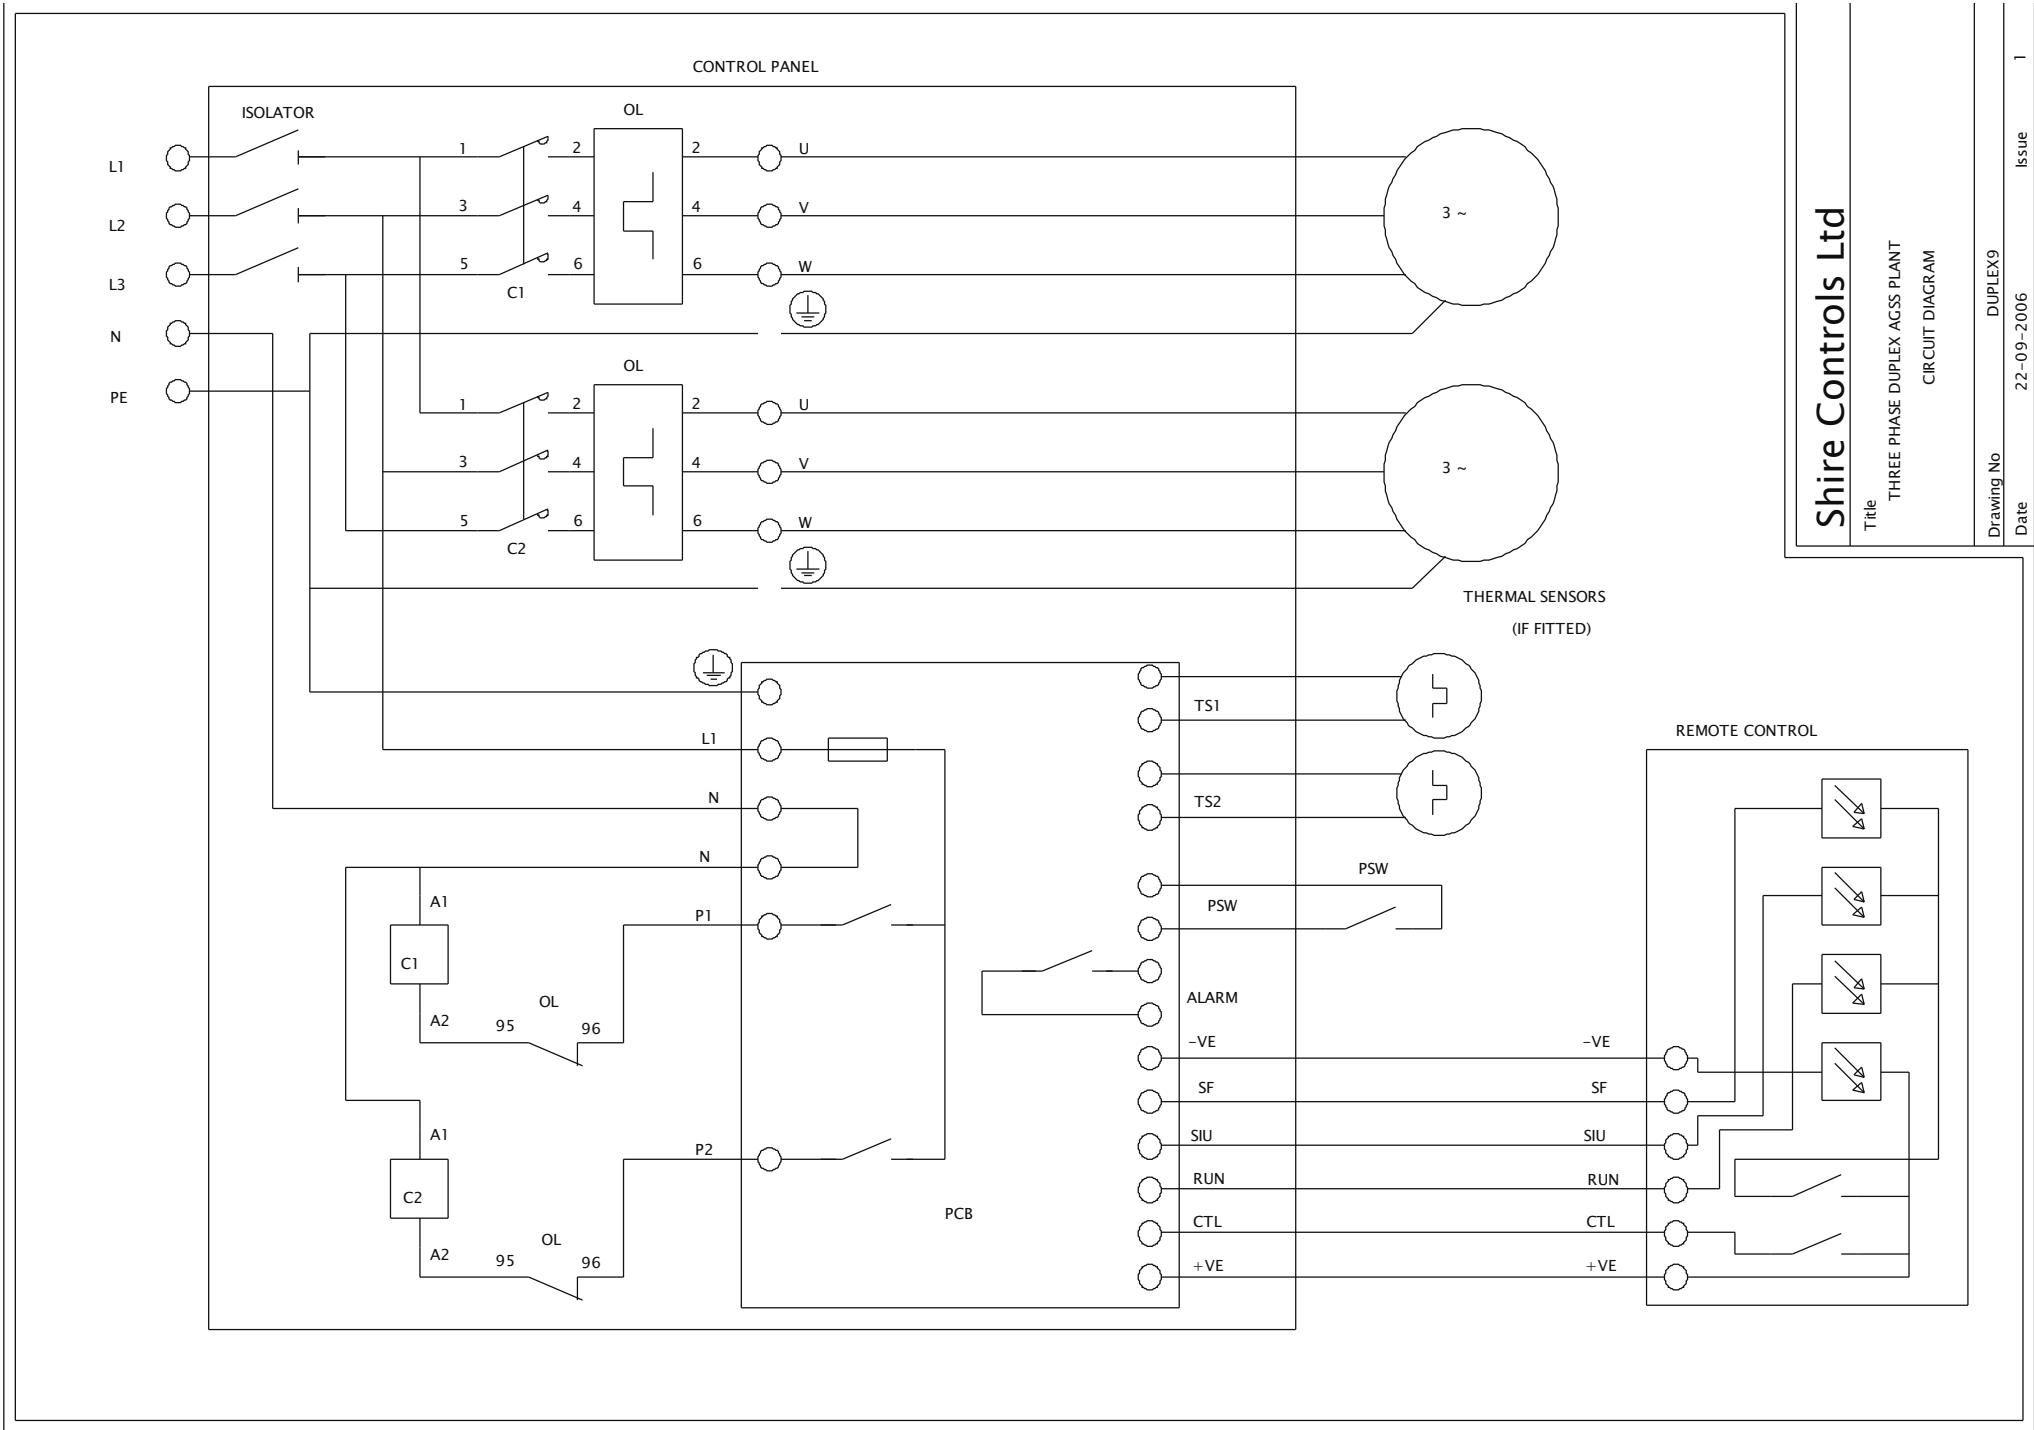 CONTROL PANEL
ISOLATOR
OL
L1
1
2
2
U
L2
3
4
4
V
3 ~
L3
5
6
6
W
C1
N
PE
OL
1
2
2
U
3
4
4
V
3 ~
5
6
6
W
C2
THERMAL SENSORS
(IF FITTED)
TS1
L1
N
TS2
N
PSW
PSW
A1
P1
C1
A2
95
OL
96
ALARM
-VE
-VE
SF
SF
SIU
SIU
RUN
RUN
CTL
CTL
+VE
+VE
A1
P2
C2
A2
95
OL
96
PCB
REMOTE CONTROL
Shire Controls Ltd
Title
THREE PHASE DUPLEX AGSS PLANT
CIRCUIT DIAGRAM
Drawing No DUPLEX9
Date 22-09-2006 Issue 1